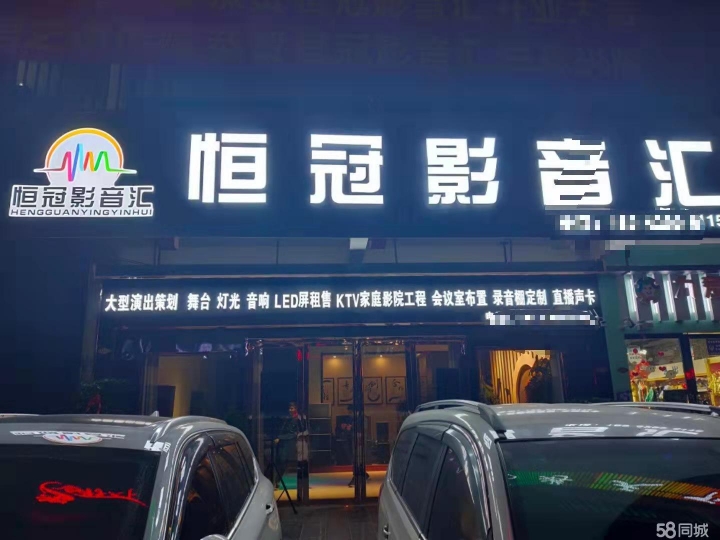 恒冠影音汇
恒冠影音汇
HENGGUANYINGYINHUI
大型演出策划 舞台 灯光 音响 LED屏租售 KTV家庭影院工程 会议室布置 录音棚定制 直播声卡
58同城